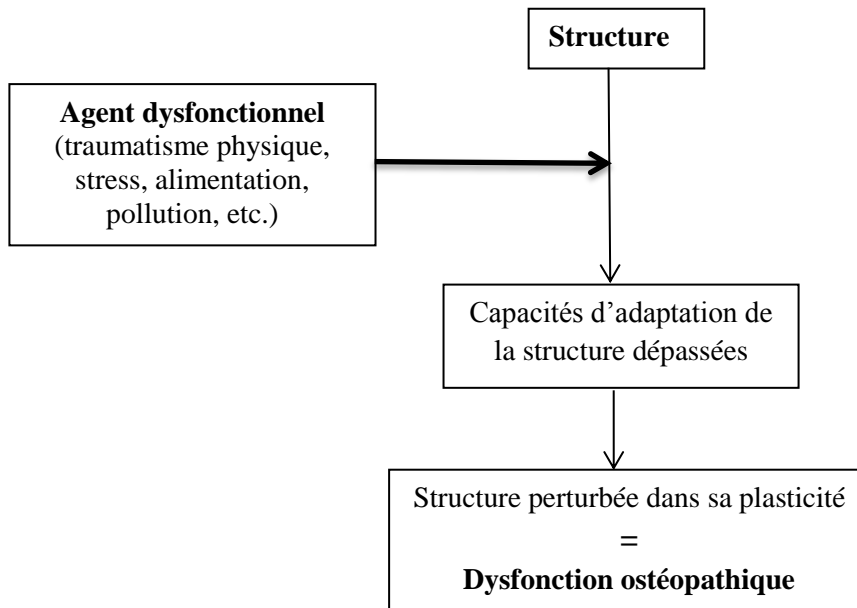 Structure
Agent dysfonctionnel
(traumatisme physique,
stress, alimentation,
pollution, etc.)
Capacités d’adaptation de
la structure dépassées
Structure perturbée dans sa plasticité
=
Dysfonction ostéopathique